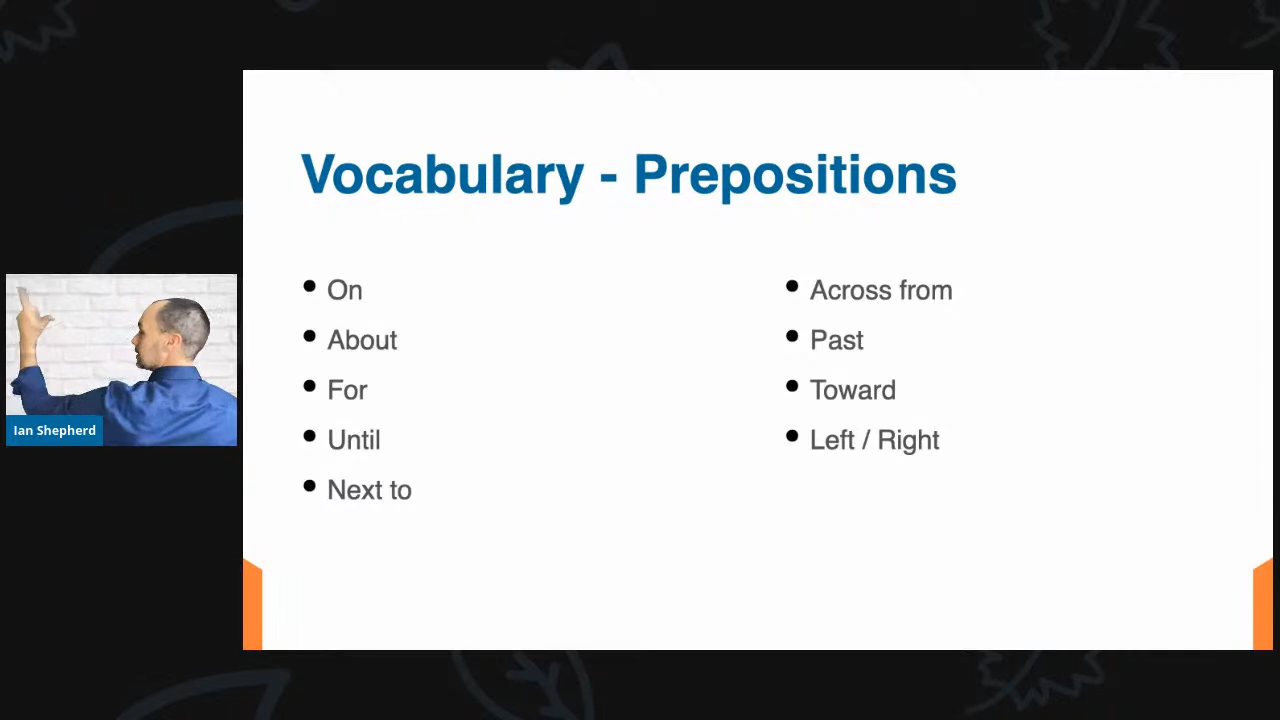 Vocabulary - Prepositions
On
About
For
Until
Next to
Across from
Past
Toward
Left / Right
Ian Shepherd